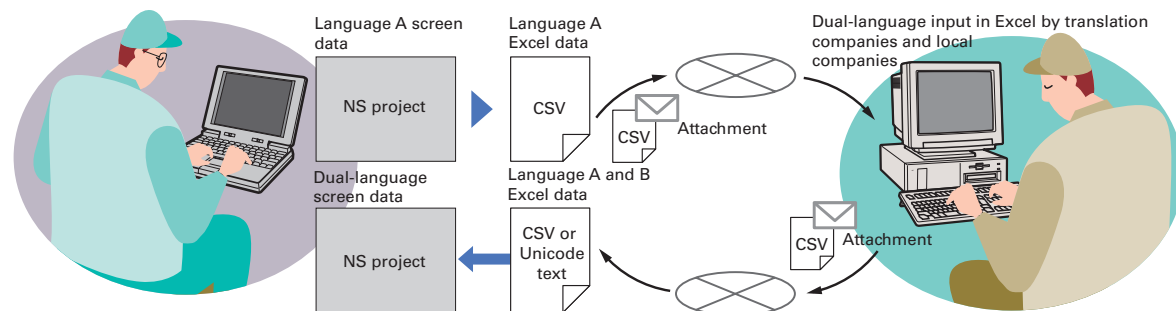 Language A screen
data
NS project
Language A
Excel data
CSV
CSV
Attachment
Dual-language input in Excel by translation
companies and local
companies
Dual-language
screen data
NS project
Language A and B
Excel data
CSV or
Unicode
text
CSV
Attachment